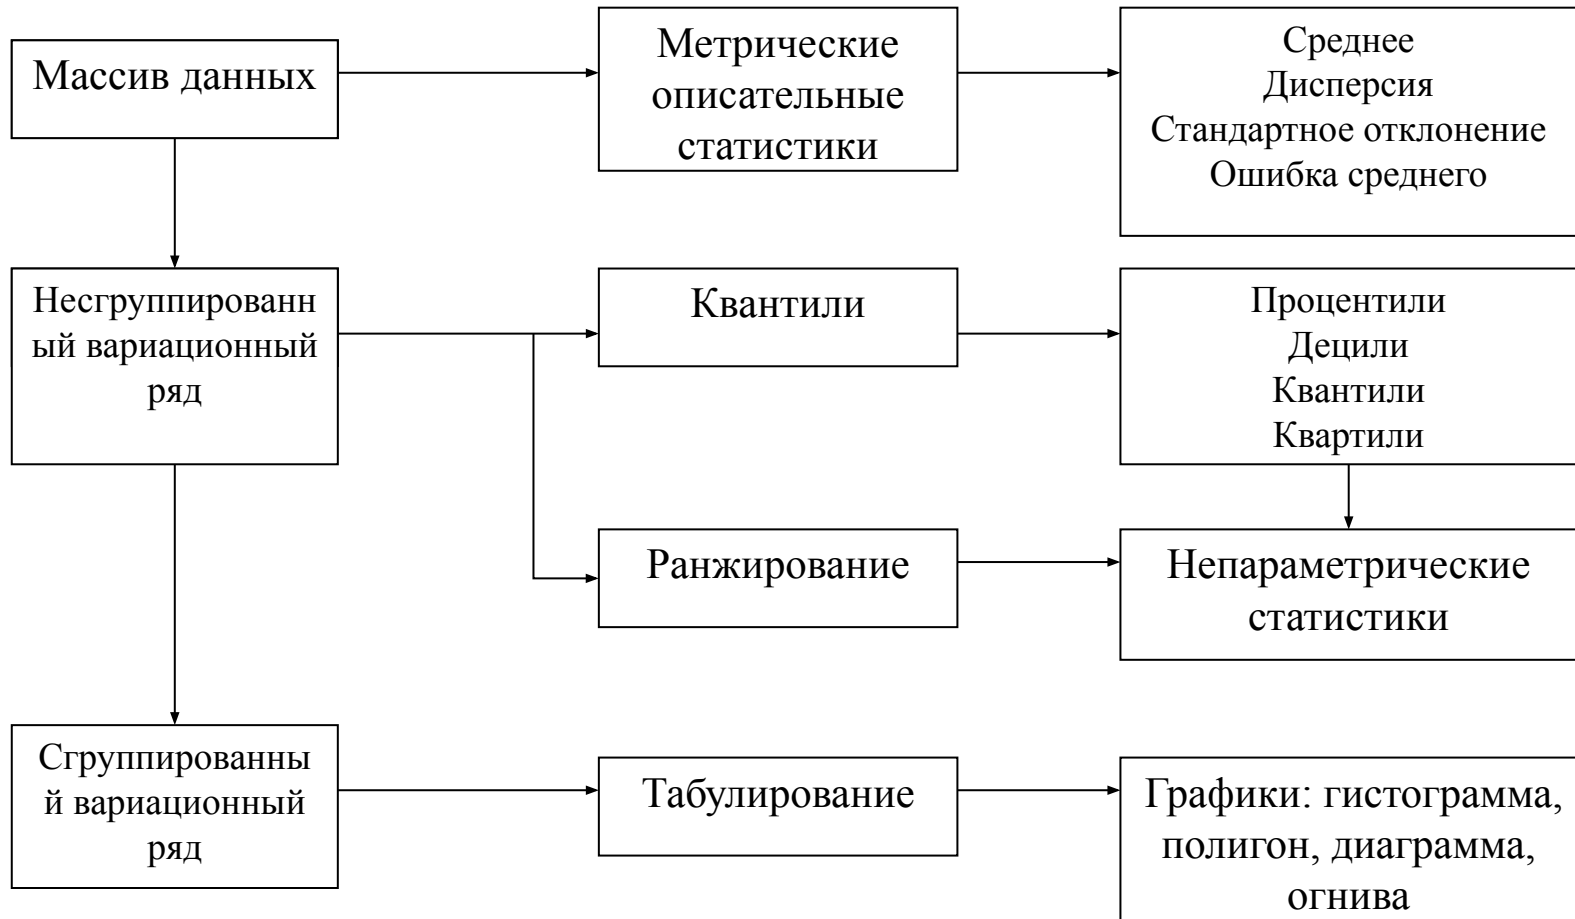 Массив данных
Метрические
описательные
статистики
Среднее
Дисперсия
Стандартное отклонение
Ошибка среднего
Несгруппированн
ый вариационный
ряд
Квантили
Процентили
Децили
Квантили
Квартили
Ранжирование
Непараметрические
статистики
Сгруппированны
й вариационный
ряд
Табулирование
Графики: гистограмма,
полигон, диаграмма,
огнива